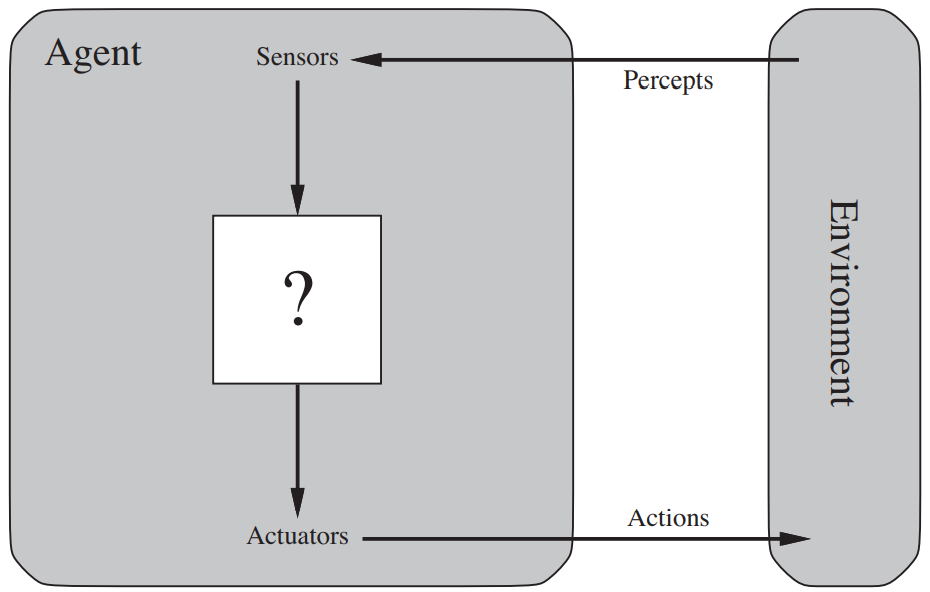 Agent
Sensors
Percepts
?
Environment
Actions
Actuators